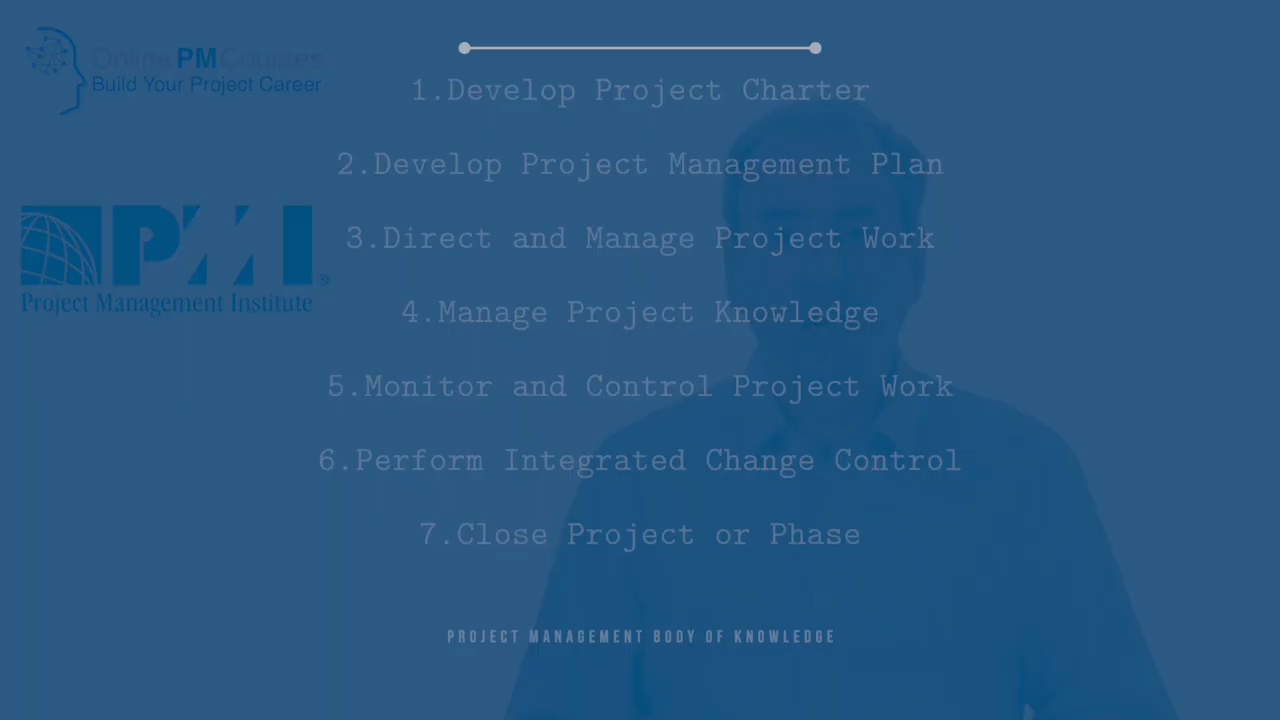 Online PM Courses
Build Your Project Career
PMI®
Project Management Institute
1.Develop Project Charter
2.Develop Project Management Plan
3.Direct and Manage Project Work
4.Manage Project Knowledge
5.Monitor and Control Project Work
6.Perform Integrated Change Control
7.Close Project or Phase
PROJECT MANAGEMENT BODY OF KNOWLEDGE